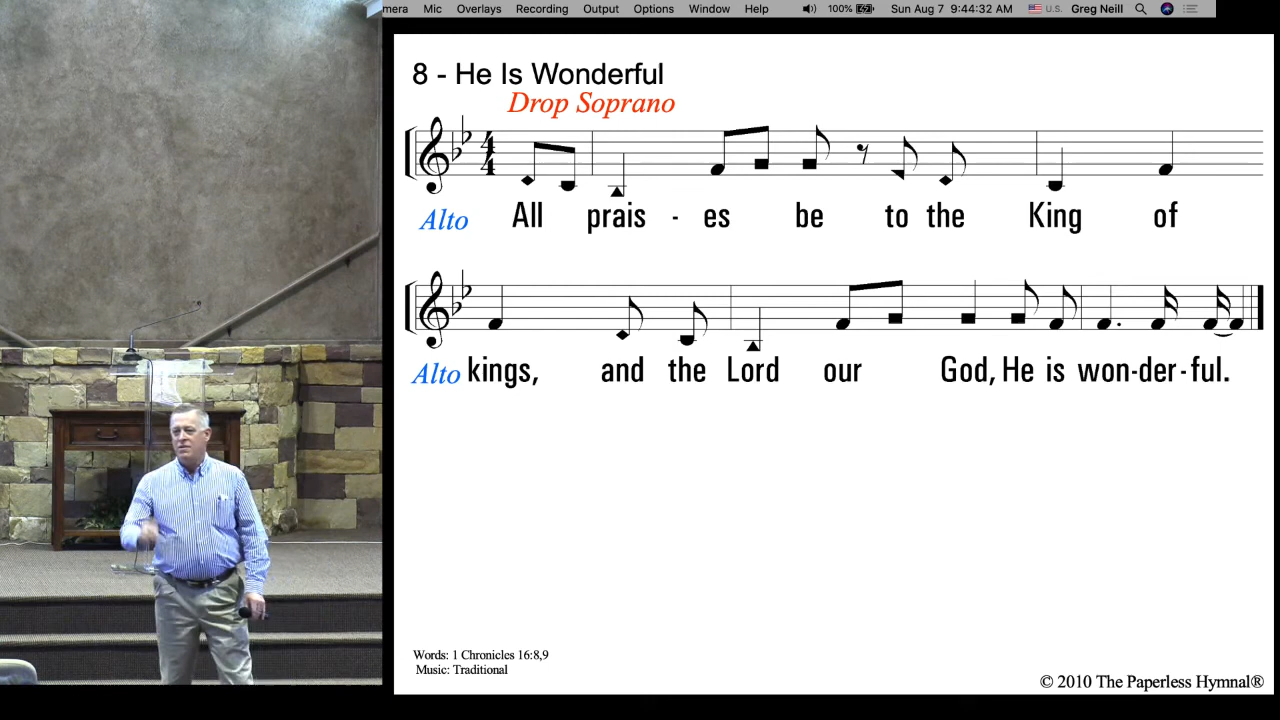 mera Mic Overlays Recording Output Options Window Help 100% Sun Aug 7 9:44:32 AM U.S. Greg Neill
8 - He Is Wonderful
Drop Soprano
4
4
Alto All prais - es be to the King of
Alto kings, and the Lord our God, He is won-der-ful.
Words: 1 Chronicles 16:8,9
Music: Traditional
© 2010 The Paperless Hymnal®